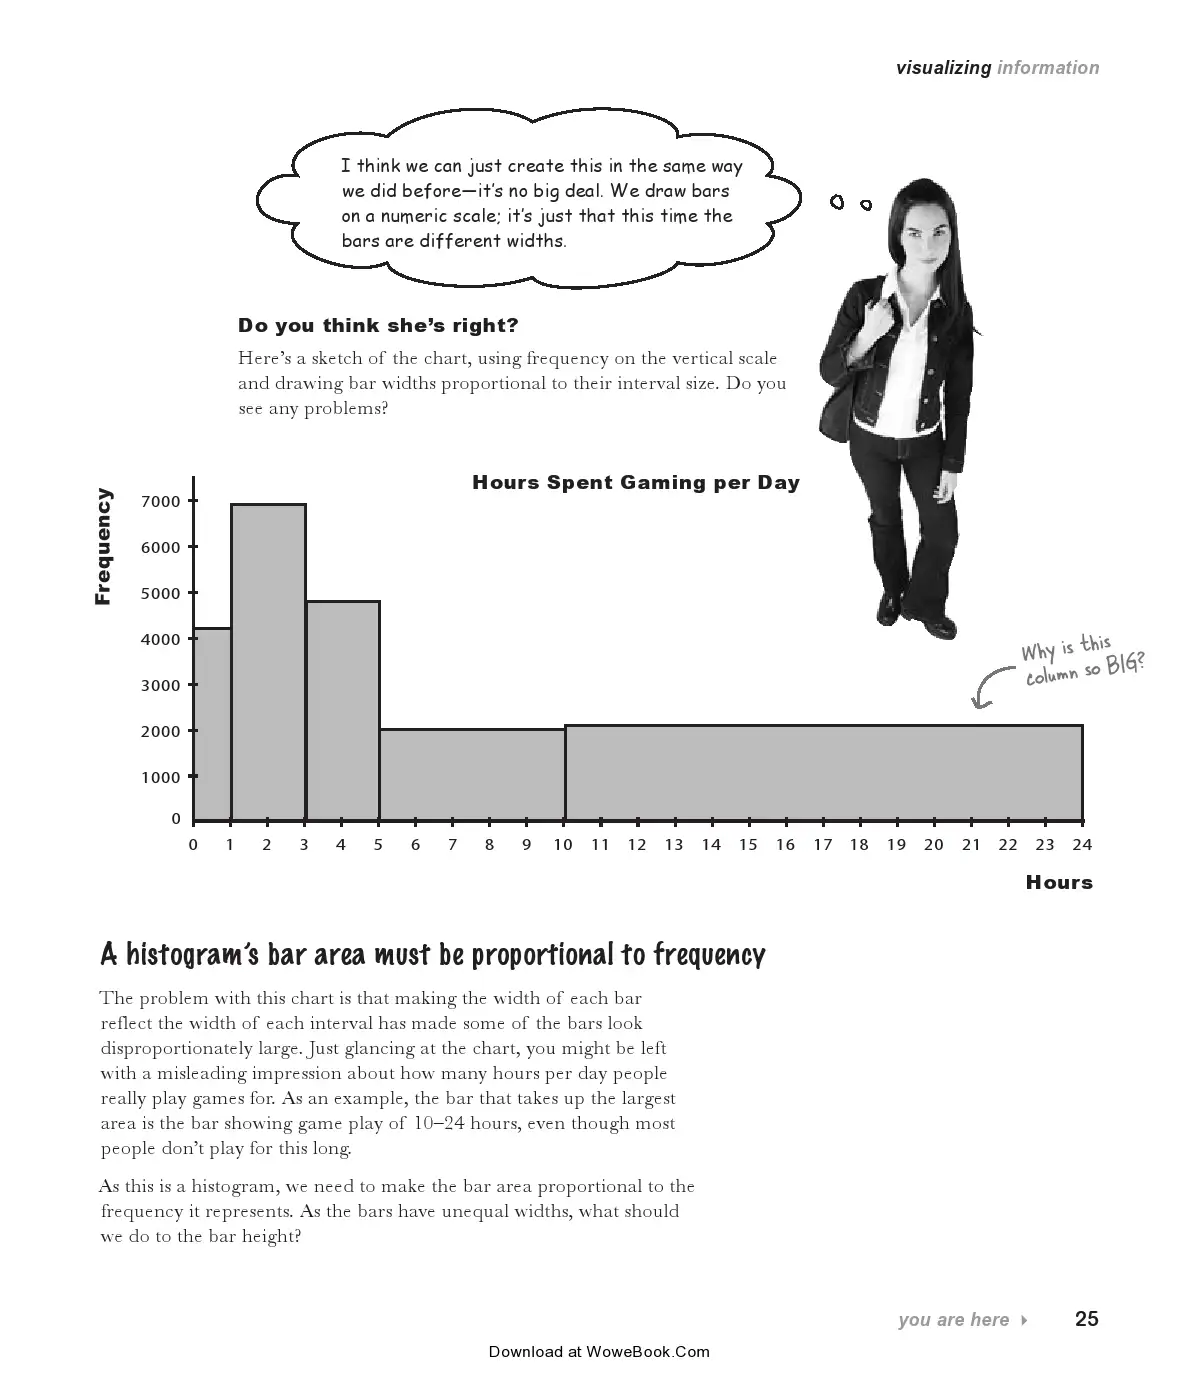 visualizing information
I think we can just create this in the same way
we did before—it's no big deal. We draw bars
on a numeric scale; it's just that this time the
bars are different widths.
Do you think she's right?
Here's a sketch of the chart, using frequency on the vertical scale
and drawing bar widths proportional to their interval size. Do you
see any problems?
Hours Spent Gaming per Day
Frequency
7000
6000
5000
4000
3000
2000
1000
0
Why is this
column so BIG?
0 1 2 3 4 5 6 7 8 9 10 11 12 13 14 15 16 17 18 19 20 21 22 23 24
Hours
A histogram's bar area must be proportional to frequency
The problem with this chart is that making the width of each bar
reflect the width of each interval has made some of the bars look
disproportionately large. Just glancing at the chart, you might be left
with a misleading impression about how many hours per day people
really play games for. As an example, the bar that takes up the largest
area is the bar showing game play of 10–24 hours, even though most
people don't play for this long.
As this is a histogram, we need to make the bar area proportional to the
frequency it represents. As the bars have unequal widths, what should
we do to the bar height?
you are here 25
Download at WoweBook.Com